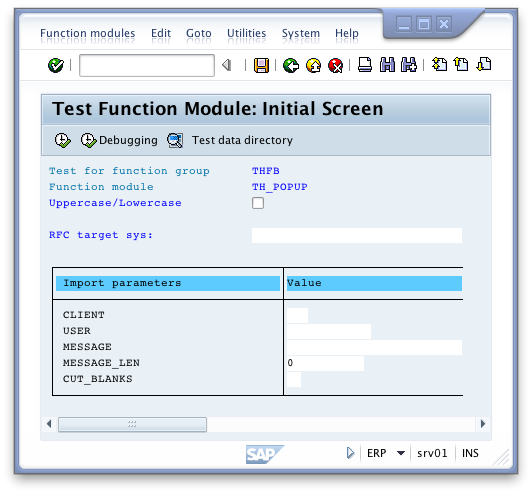 Function modules Edit Goto Utilities System Help
Test Function Module: Initial Screen
Debugging Test data directory
Test for function group THFB
Function module TH_POPUP
Uppercase/Lowercase
RFC target sys:
Import parameters Value
CLIENT
USER
MESSAGE
MESSAGE_LEN 0
CUT_BLANKS
SAP ERP srv01 INS